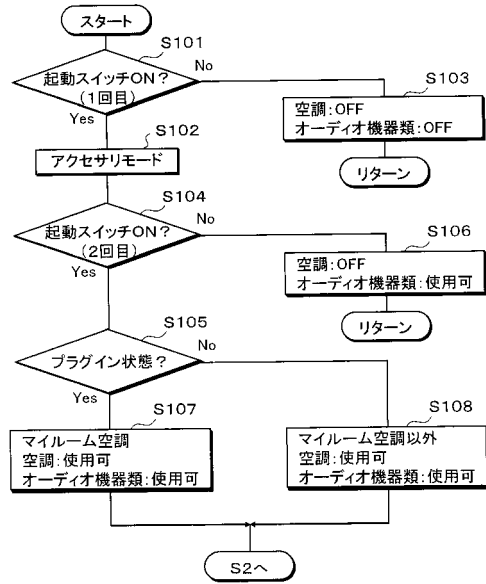 スタート
S101
起動スイッチON？
(1回目)
No
Yes
S103
空調：OFF
オーディオ機器類：OFF
リターン
S102
アクセサリモード
S104
起動スイッチON？
(2回目)
No
Yes
S106
空調：OFF
オーディオ機器類：使用可
リターン
S105
プラグイン状態？
No
Yes
S107
マイルーム空調
空調：使用可
オーディオ機器類：使用可
S108
マイルーム空調以外
空調：使用可
オーディオ機器類：使用可
S2へ